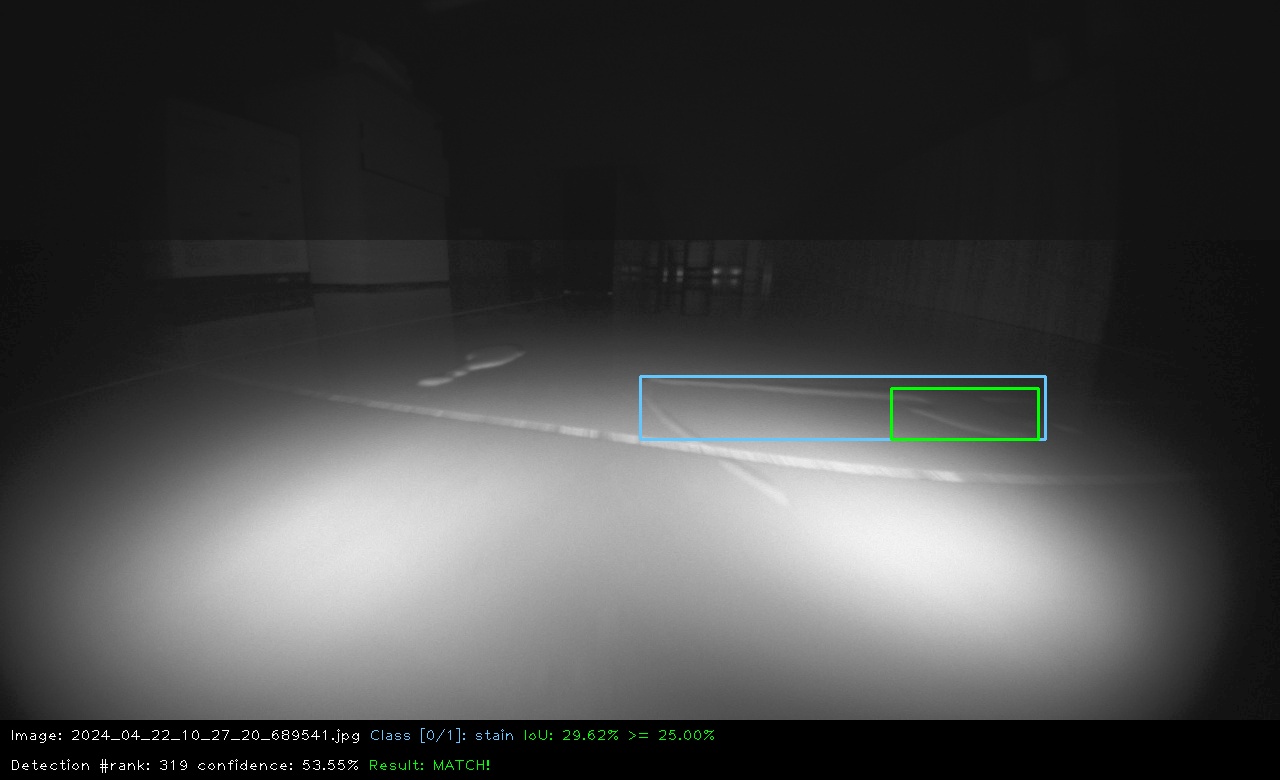 Image: 2024_04_22_10_27_20_689541.jpg Class [0/1]: stain IoU: 29.62% >= 25.00%
Detection #rank: 319 confidence: 53.55% Result: MATCH!